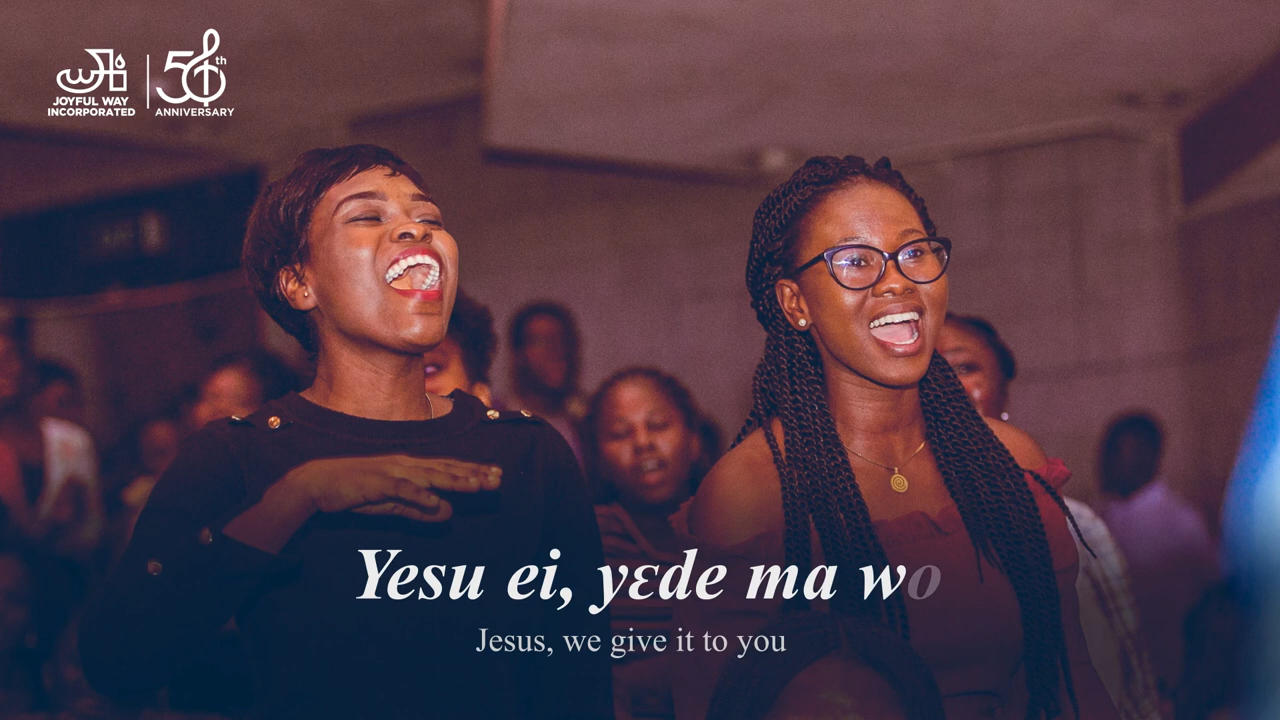 JOYFUL WAY
INCORPORATED
50th
ANNIVERSARY
Yesu ei, yɛde ma wo
Jesus, we give it to you